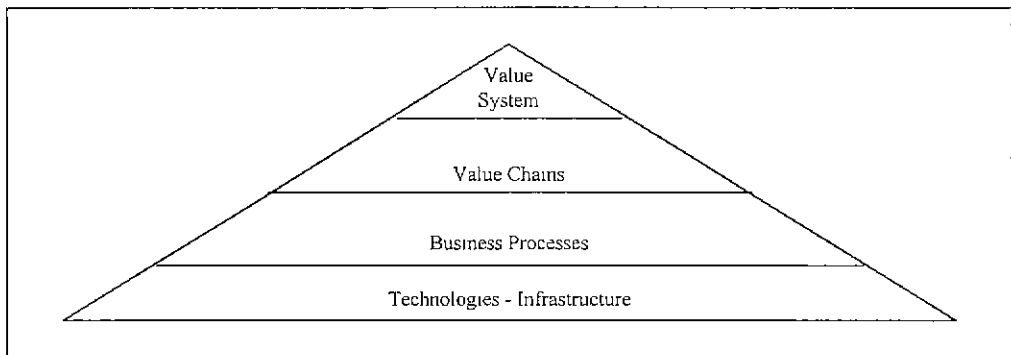 Value
System
Value Chains
Business Processes
Technologies - Infrastructure